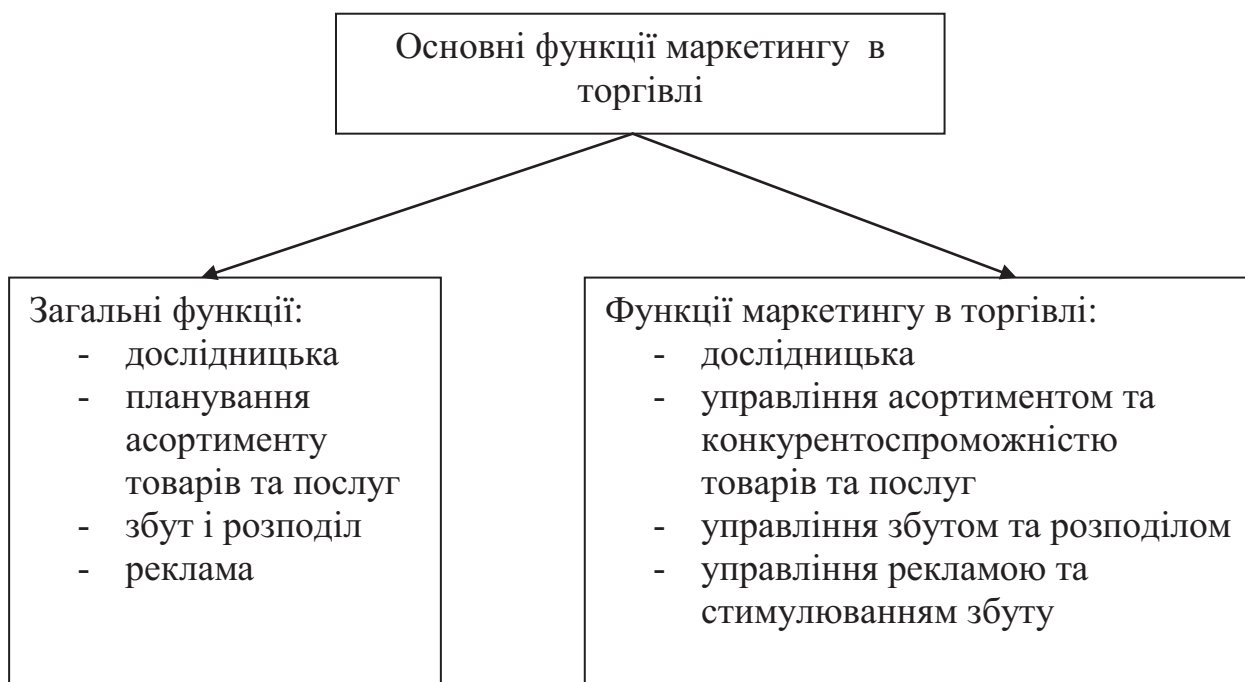 Основні функції маркетингу в
торгівлі
Загальні функції:
- дослідницька
- планування
асортименту
товарів та послуг
- збут і розподіл
- реклама
Функції маркетингу в торгівлі:
- дослідницька
- управління асортиментом та
конкурентоспроможністю
товарів та послуг
- управління збутом та розподілом
- управління рекламою та
стимулюванням збуту